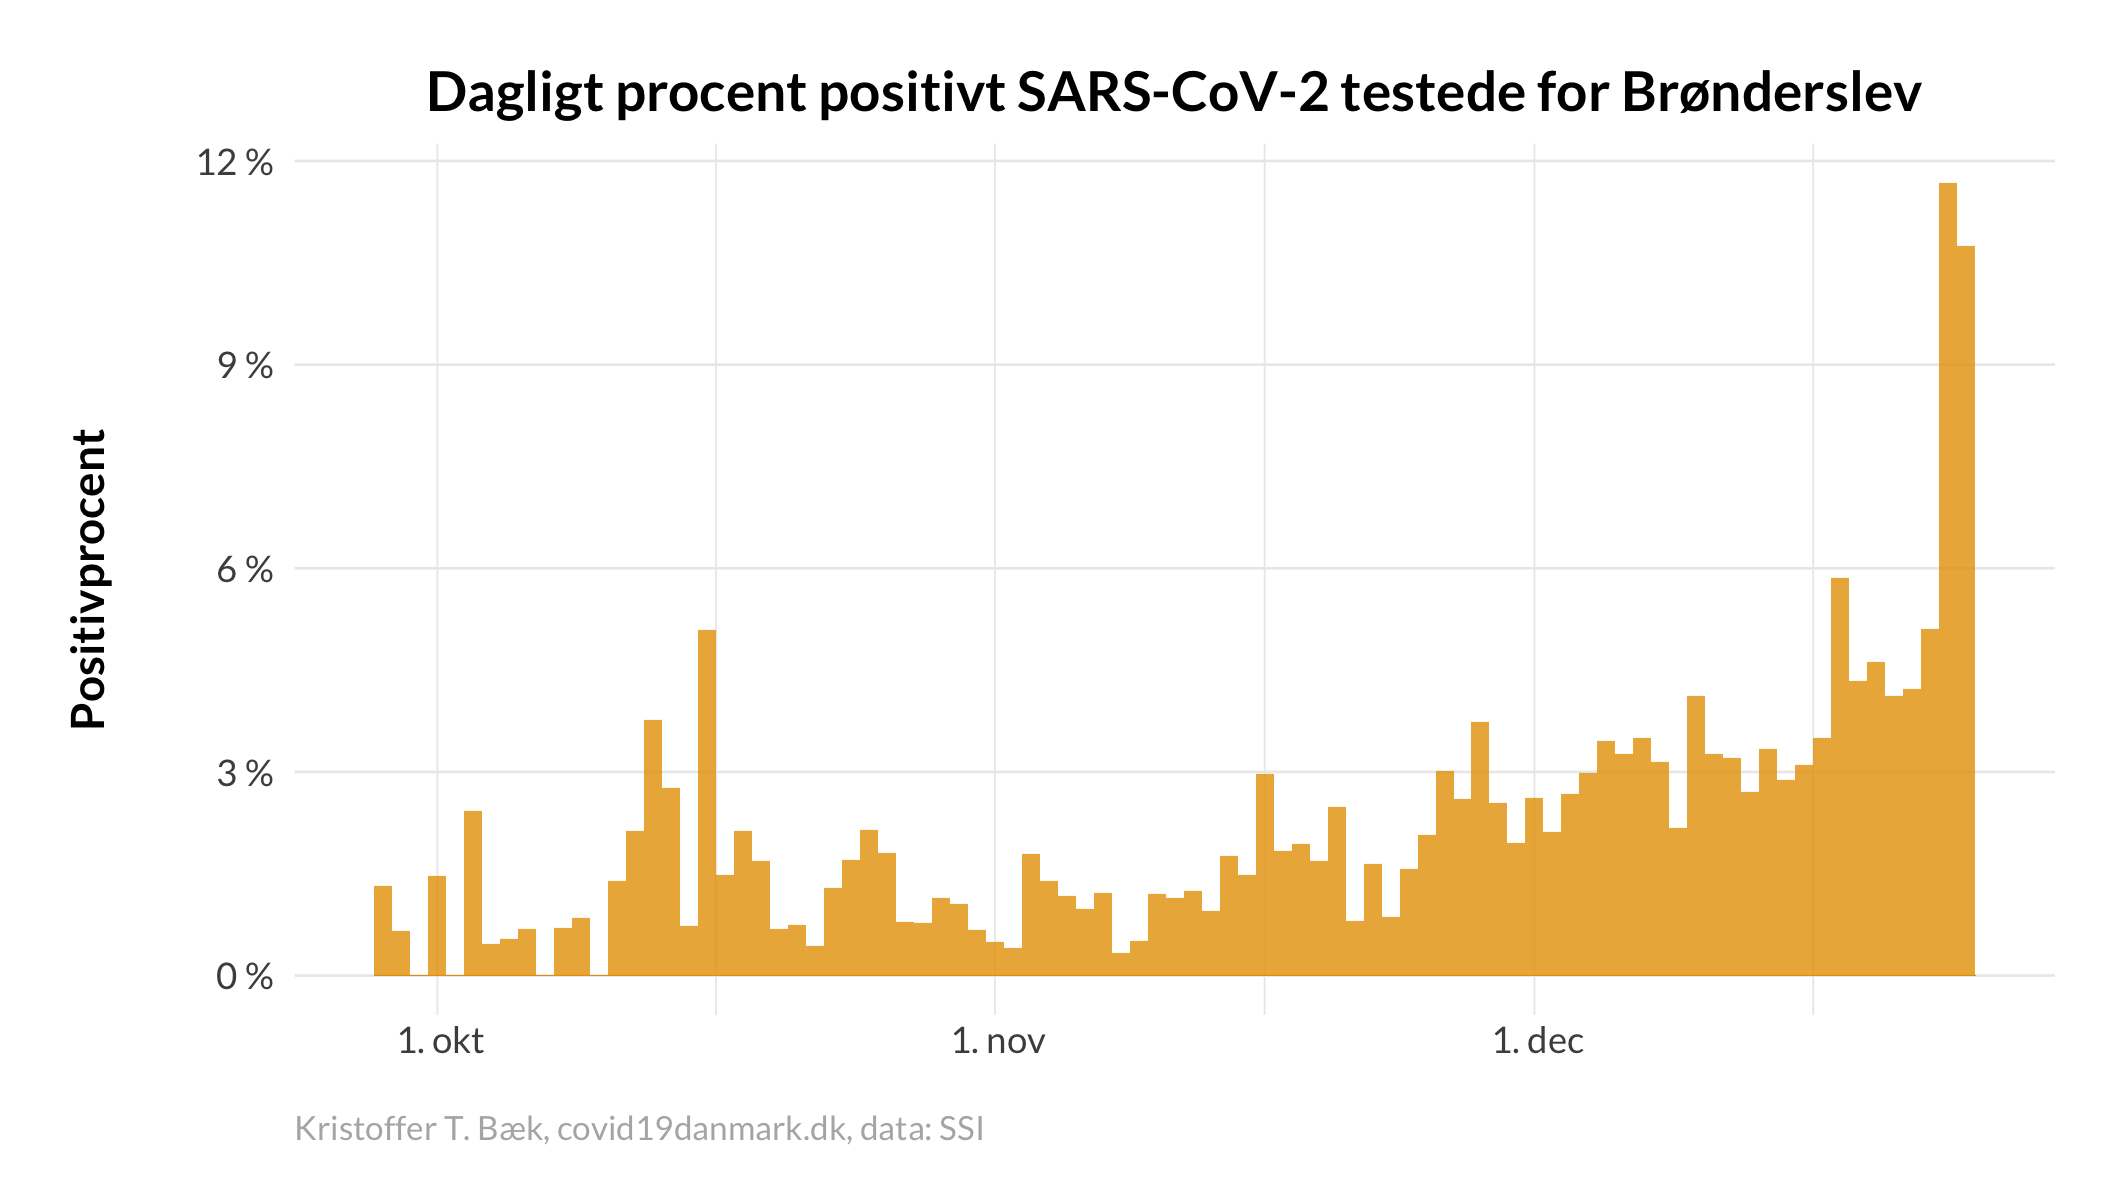 Dagligt procent positivt SARS-CoV-2 testede for Brønderslev
12 %
9 %
6 %
3 %
0 %
Positivprocent
1. okt
1. nov
1. dec
Kristoffer T. Bæk, covid19danmark.dk, data: SSI